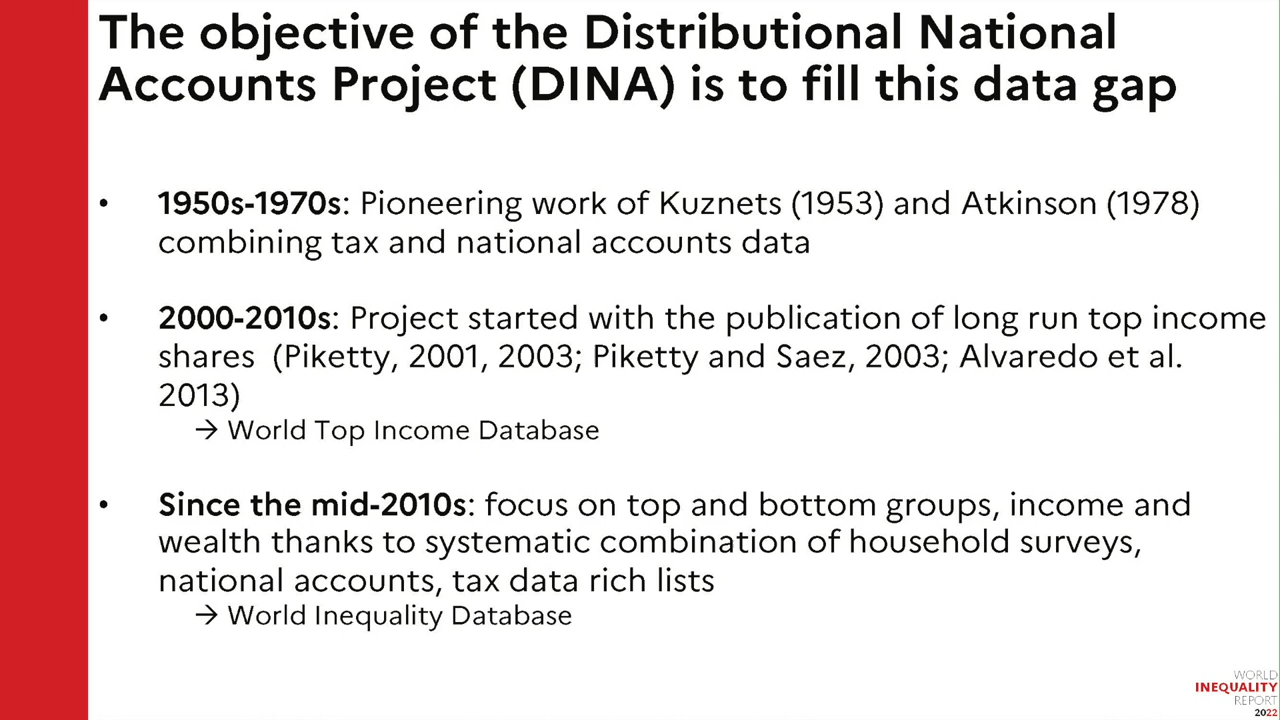 The objective of the Distributional National
Accounts Project (DINA) is to fill this data gap
• 1950s-1970s: Pioneering work of Kuznets (1953) and Atkinson (1978)
combining tax and national accounts data
• 2000-2010s: Project started with the publication of long run top income
shares (Piketty, 2001, 2003; Piketty and Saez, 2003; Alvaredo et al.
2013)
→ World Top Income Database
• Since the mid-2010s: focus on top and bottom groups, income and
wealth thanks to systematic combination of household surveys,
national accounts, tax data rich lists
→ World Inequality Database
WORLD
INEQUALITY
REPORT
2022